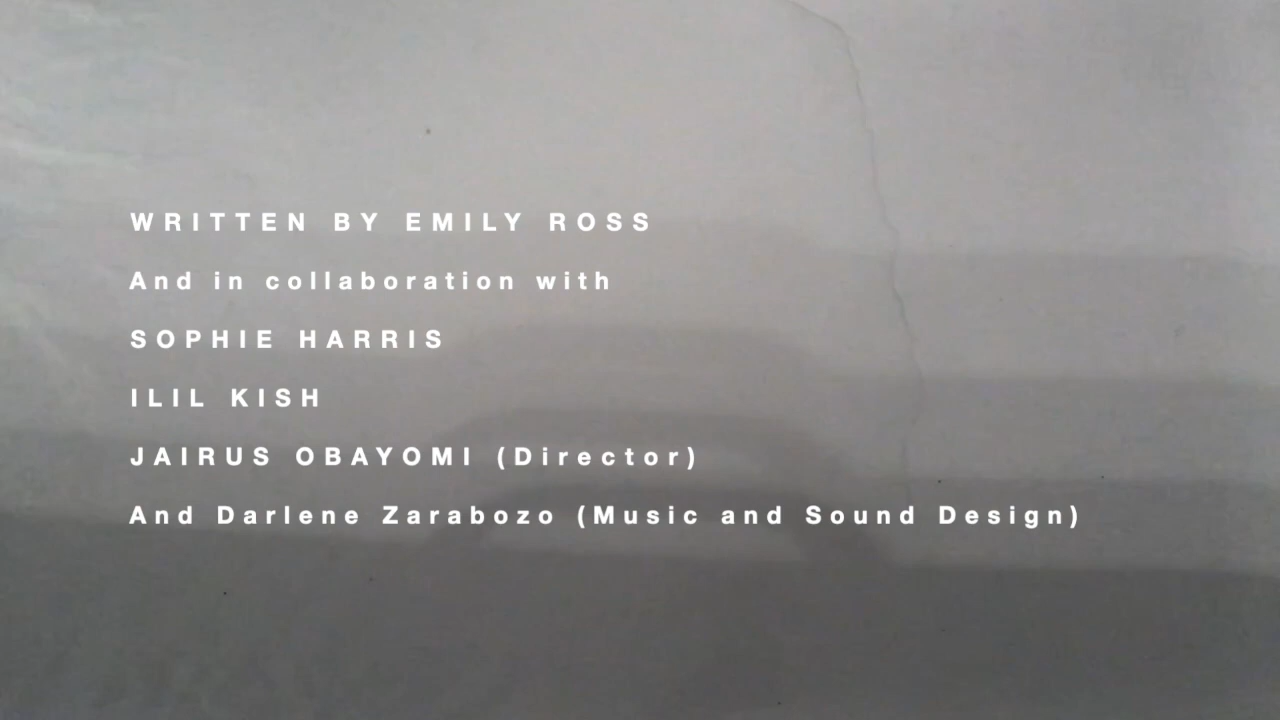 WRITTEN BY EMILY ROSS
And in collaboration with
SOPHIE HARRIS
ILIL KISH
JAIRUS OBAYOMI (Director)
And Darlene Zarabozo (Music and Sound Design)